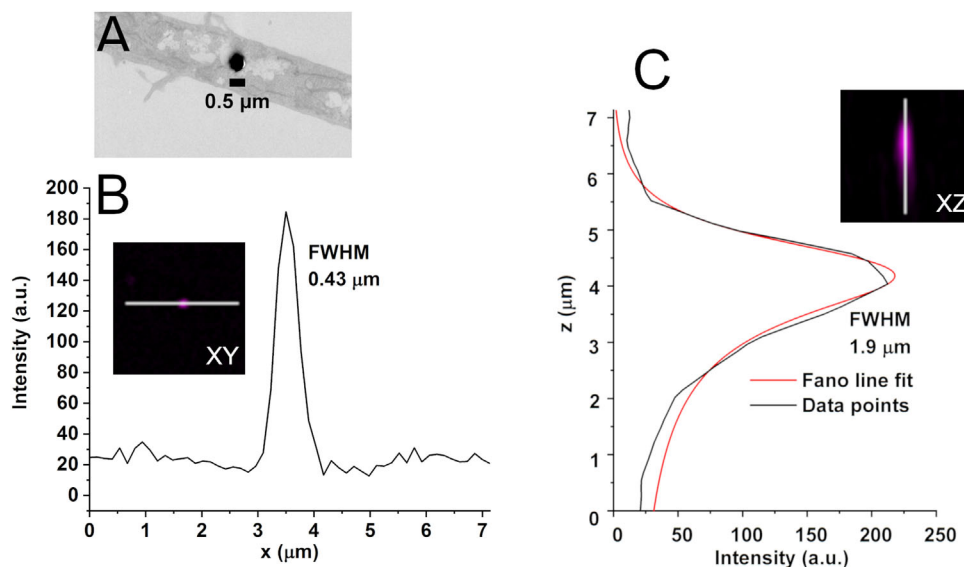 A
0.5 µm
B
200
180
160
140
120
100
80
60
40
20
0
Intensity (a.u.)
FWHM
0.43 µm
XY
0 1 2 3 4 5 6 7
x (µm)
C
7
6
5
4
3
2
1
0
z (µm)
XZ
FWHM
1.9 µm
Fano line fit
Data points
0 50 100 150 200 250
Intensity (a.u.)